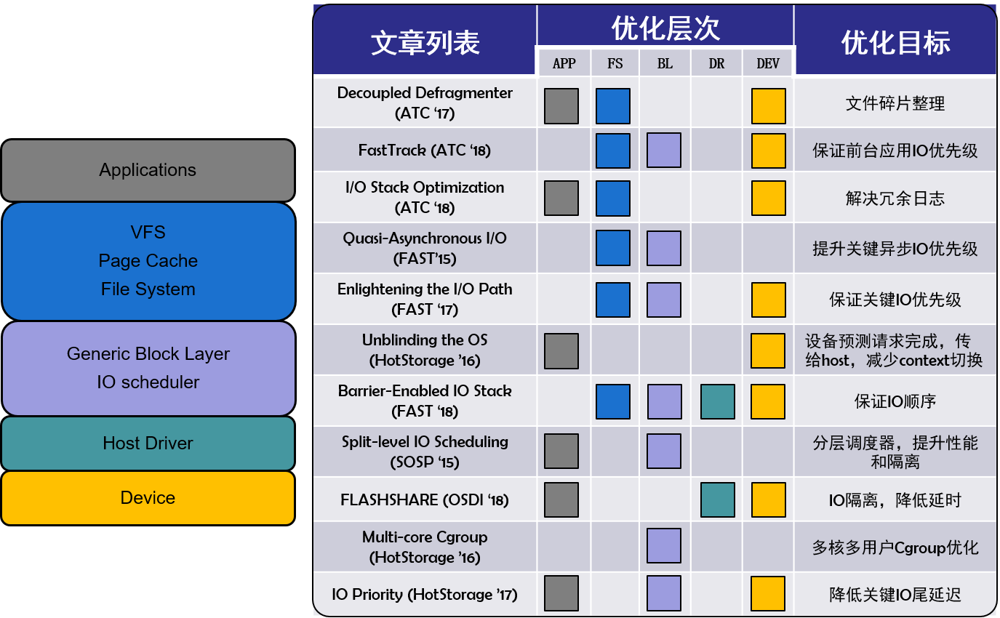 Applications
VFS
Page Cache
File System
Generic Block Layer
IO scheduler
Host Driver
Device
文章列表 优化层次 优化目标
APP FS BL DR DEV
Decoupled Defragmenter
(ATC ‘17)
文件碎片整理
FastTrack (ATC ‘18)
保证前台应用IO优先级
I/O Stack Optimization
(ATC ‘18)
解决冗余日志
Quasi-Asynchronous I/O
(FAST’15)
提升关键异步IO优先级
Enlightening the I/O Path
(FAST ‘17)
保证关键IO优先级
Unblinding the OS
(HotStorage ’16)
设备预测请求完成，传
给host，减少context切换
Barrier-Enabled IO Stack
(FAST ‘18)
保证IO顺序
Split-level IO Scheduling
(SOSP ‘15)
分层调度器，提升性能
和隔离
FLASHSHARE (OSDI ‘18)
IO隔离，降低延时
Multi-core Cgroup
(HotStorage ’16)
多核多用户Cgroup优化
IO Priority (HotStorage ’17)
降低关键IO尾延迟